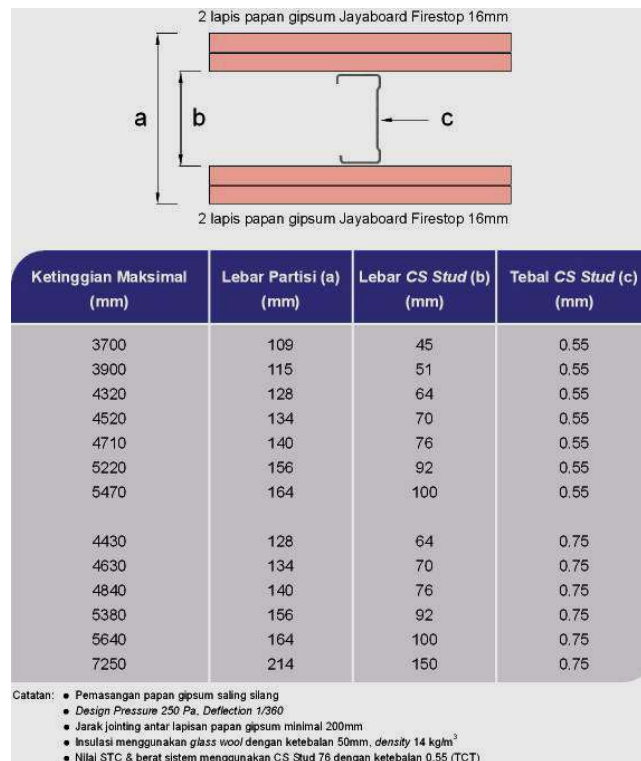 2 lapis papan gipsum Jayaboard Firestop 16mm
a
b
c
2 lapis papan gipsum Jayaboard Firestop 16mm
Ketinggian Maksimal (mm) Lebar Partisi (a) (mm) Lebar CS Stud (b) (mm) Tebal CS Stud (c) (mm)
3700 109 45 0.55
3900 115 51 0.55
4320 128 64 0.55
4520 134 70 0.55
4710 140 76 0.55
5220 156 92 0.55
5470 164 100 0.55
4430 128 64 0.75
4630 134 70 0.75
4840 140 76 0.75
5380 156 92 0.75
5640 164 100 0.75
7250 214 150 0.75
Catatan: • Pemasangan papan gipsum saling silang
• Design Pressure 250 Pa, Deflection 1/360
• Jarak jointing antar lapisan papan gipsum minimal 200mm
• Insulasi menggunakan glass wool dengan ketebalan 50mm, density 14 kg/m³
• Nilai STC & berat sistem menggunakan CS Stud 76 dengan ketebalan 0.55 (TCT)